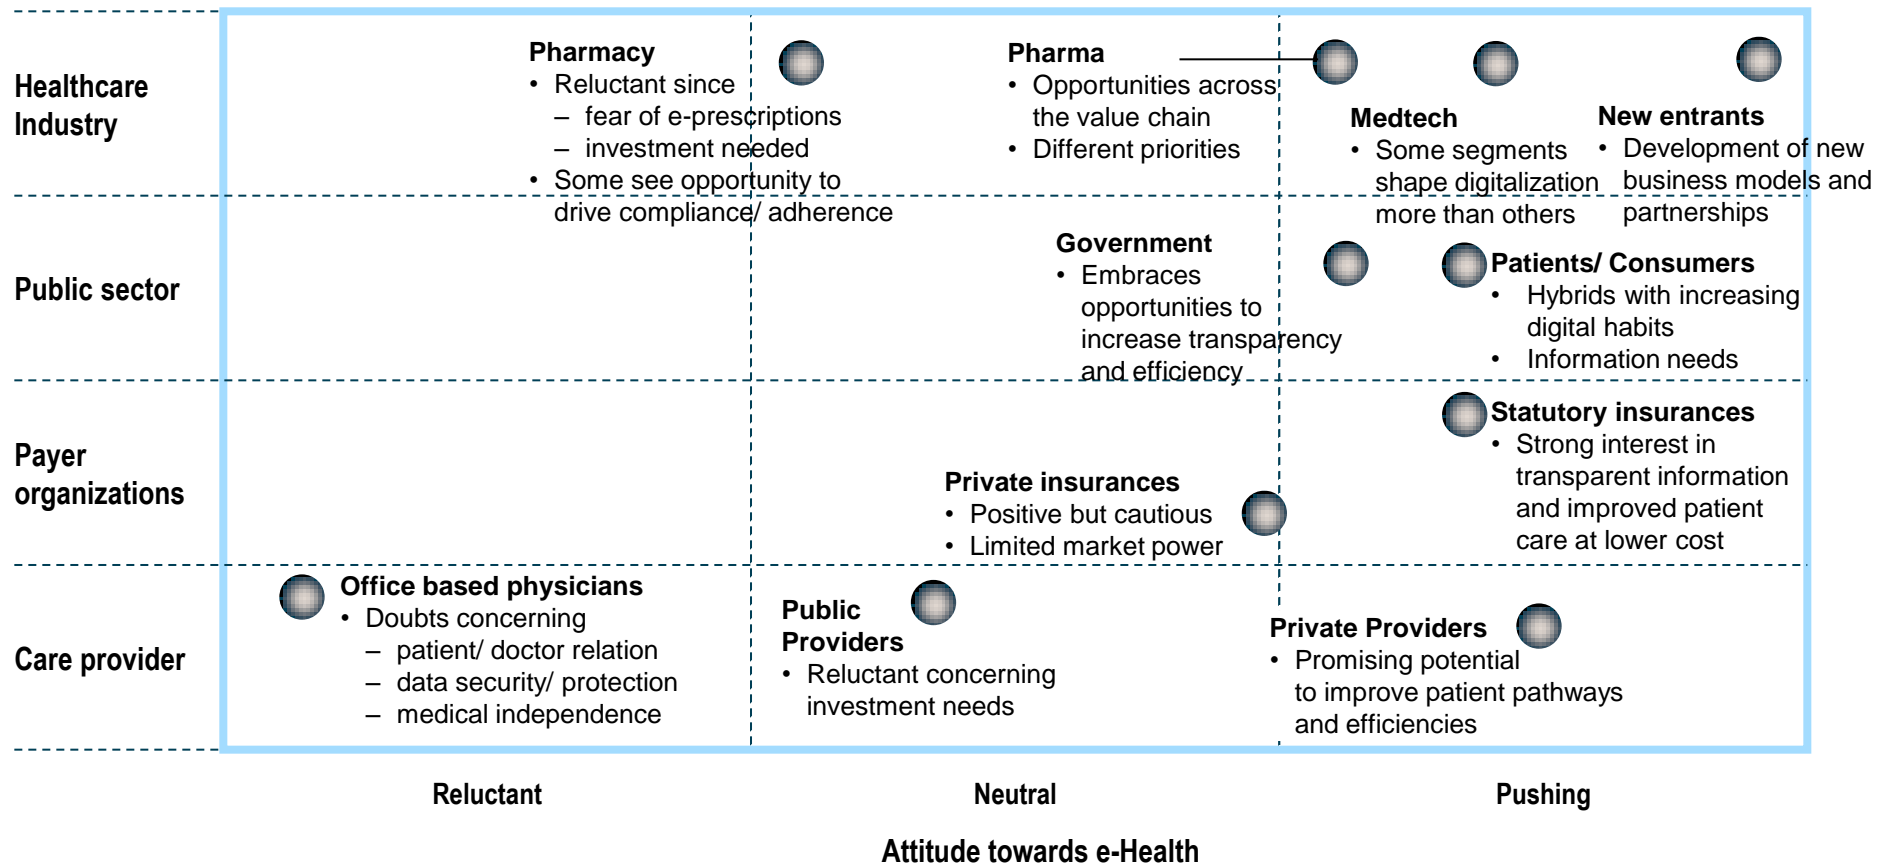 Healthcare
Industry
Pharmacy
• Reluctant since
– fear of e-prescriptions
– investment needed
• Some see opportunity to
drive compliance/ adherence
Pharma
• Opportunities across
the value chain
• Different priorities
Medtech
• Some segments
shape digitalization
more than others
New entrants
• Development of new
business models and
partnerships
Public sector
Government
• Embraces
opportunities to
increase transparency
and efficiency
Patients/ Consumers
• Hybrids with increasing
digital habits
• Information needs
Payer
organizations
Private insurances
• Positive but cautious
• Limited market power
Statutory insurances
• Strong interest in
transparent information
and improved patient
care at lower cost
Care provider
Office based physicians
• Doubts concerning
– patient/ doctor relation
– data security/ protection
– medical independence
Public
Providers
• Reluctant concerning
investment needs
Private Providers
• Promising potential
to improve patient pathways
and efficiencies
Reluctant
Neutral
Pushing
Attitude towards e-Health